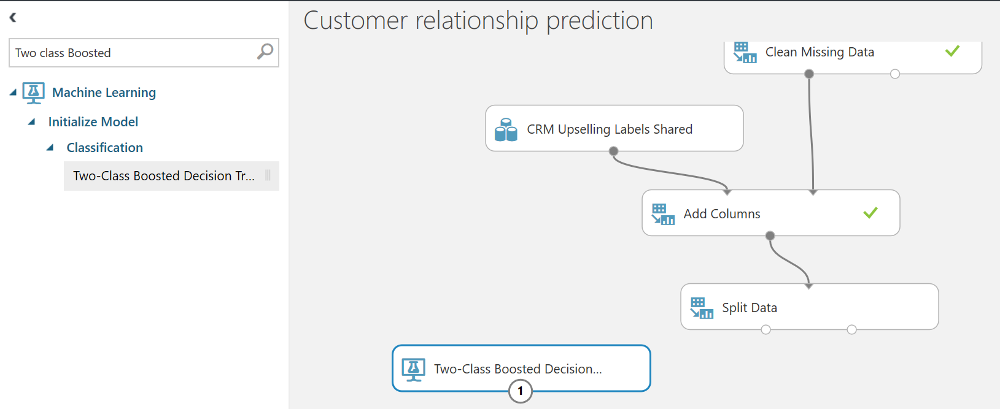 Customer relationship prediction
Two class Boosted
Machine Learning
Initialize Model
Classification
Two-Class Boosted Decision Tr...
Clean Missing Data
CRM Upselling Labels Shared
Add Columns
Split Data
Two-Class Boosted Decision...
1